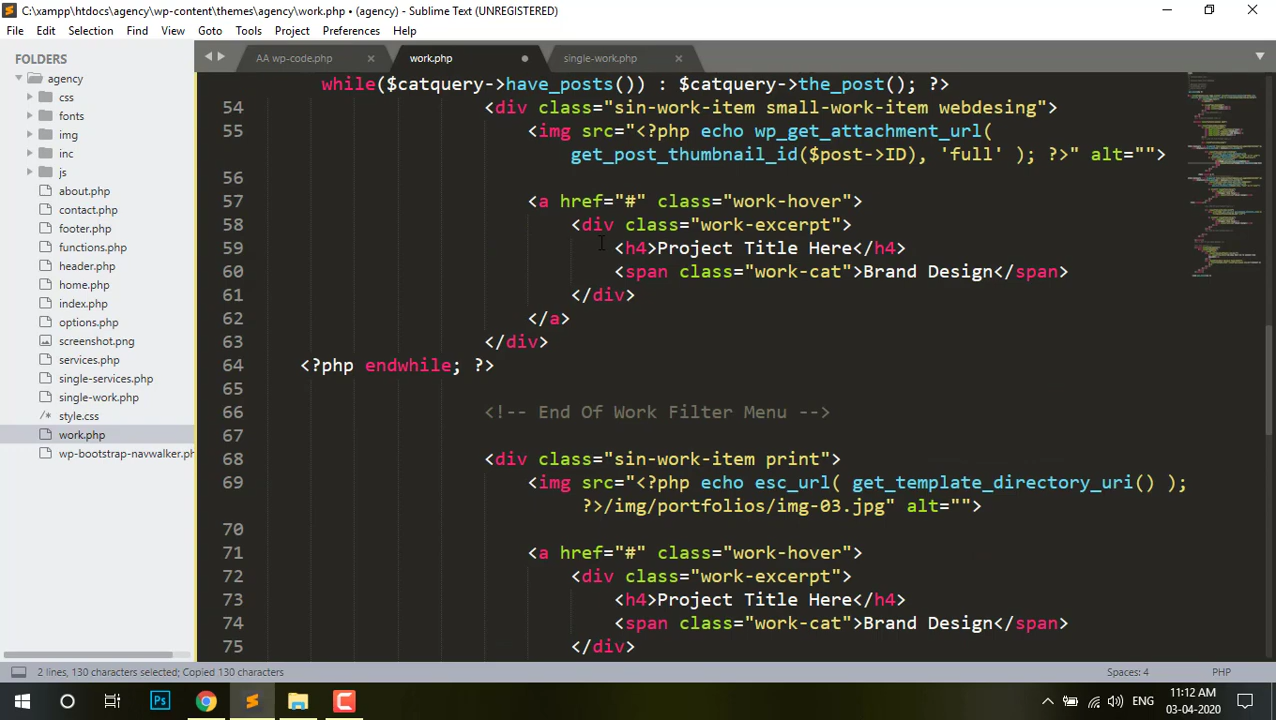 C:\xampp\htdocs\agency\wp-content\themes\agency\work.php • (agency) - Sublime Text (UNREGISTERED)
File Edit Selection Find View Goto Tools Project Preferences Help
FOLDERS
agency
css
fonts
img
inc
js
about.php
contact.php
footer.php
functions.php
header.php
home.php
index.php
options.php
screenshot.png
services.php
single-services.php
single-work.php
/* style.css
work.php
wp-bootstrap-navwalker.ph
AA wp-code.php
work.php
single-work.php
while($catquery->have_posts()) : $catquery->the_post(); ?>
54 <div class="sin-work-item small-work-item webdesing">
55 <img src="<?php echo wp_get_attachment_url(
get_post_thumbnail_id($post->ID), 'full' ); ?>" alt="">
56
57 <a href="#" class="work-hover">
58 <div class="work-excerpt">
59 <h4>Project Title Here</h4>
60 <span class="work-cat">Brand Design</span>
61 </div>
62 </a>
63 </div>
64 <?php endwhile; ?>
65
66 <!-- End Of Work Filter Menu -->
67
68 <div class="sin-work-item print">
69 <img src="<?php echo esc_url( get_template_directory_uri() );
?>/img/portfolios/img-03.jpg" alt="">
70
71 <a href="#" class="work-hover">
72 <div class="work-excerpt">
73 <h4>Project Title Here</h4>
74 <span class="work-cat">Brand Design</span>
75 </div>
2 lines, 130 characters selected; Copied 130 characters
Spaces: 4
PHP
Ps
ENG
11:12 AM
03-04-2020